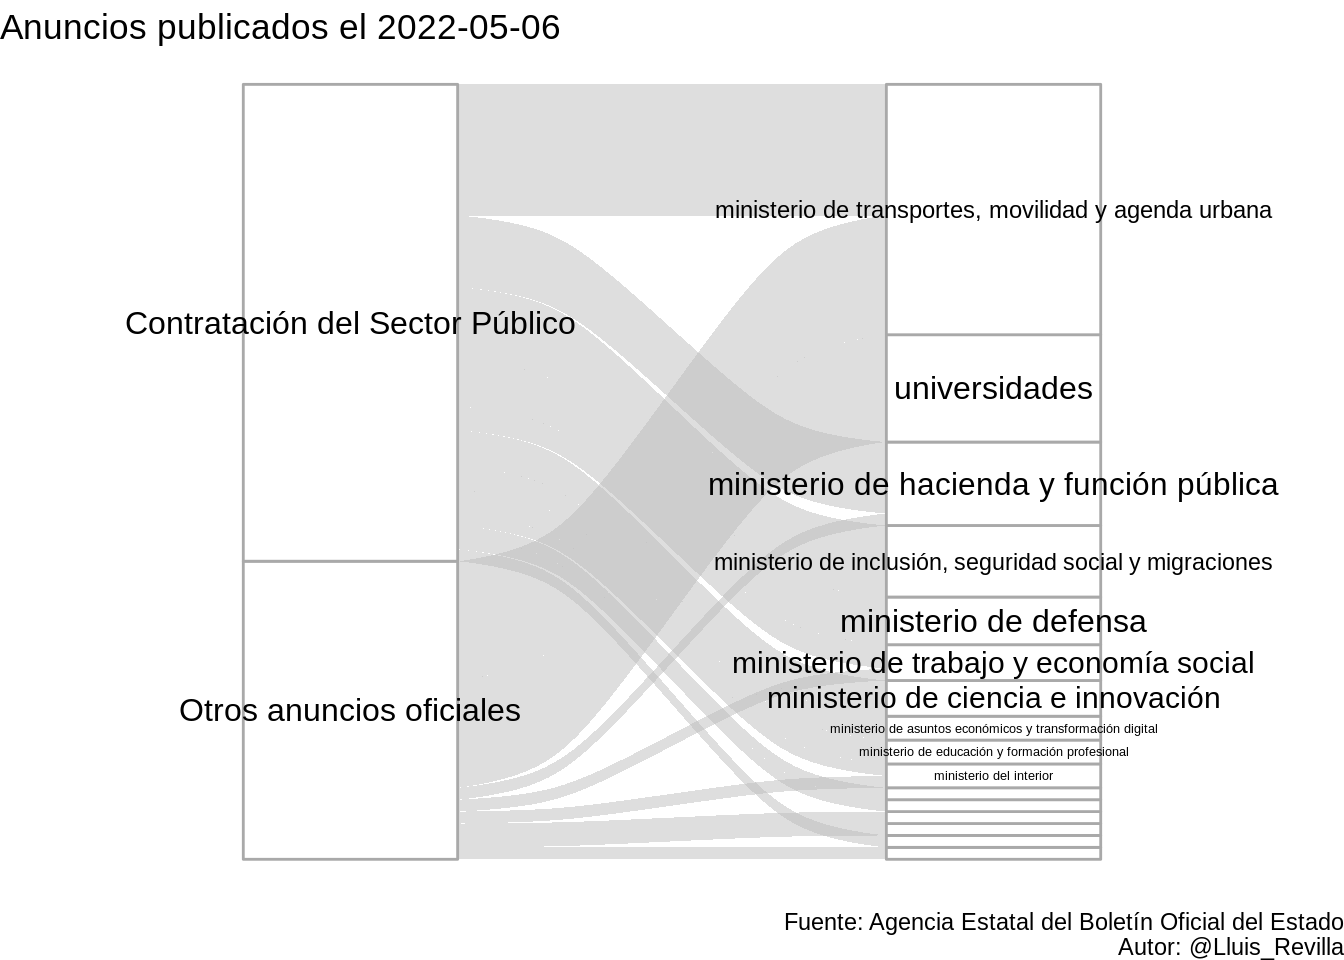 Anuncios publicados el 2022-05-06
ministerio de transportes, movilidad y agenda urbana
Contratación del Sector Público
universidades
ministerio de hacienda y función pública
ministerio de inclusión, seguridad social y migraciones
ministerio de defensa
ministerio de trabajo y economía social
ministerio de ciencia e innovación
Otros anuncios oficiales
ministerio de asuntos económicos y transformación digital
ministerio de educación y formación profesional
ministerio del interior
Fuente: Agencia Estatal del Boletín Oficial del Estado
Autor: @Lluis_Revilla